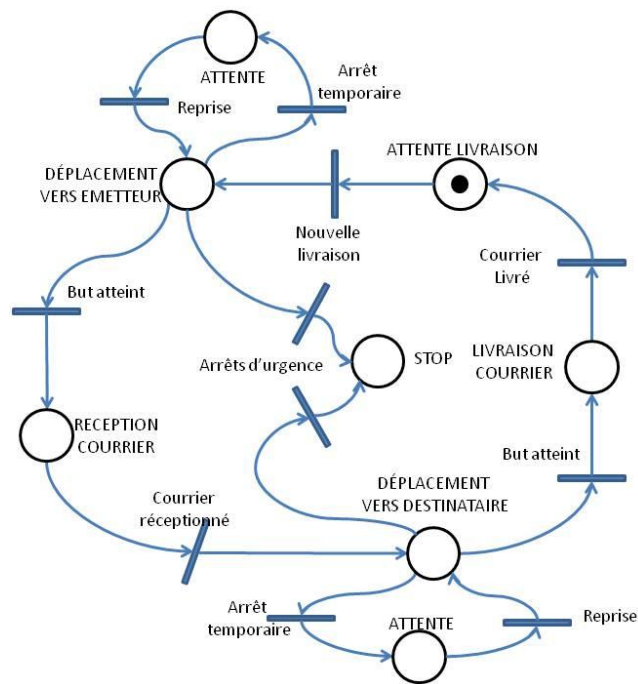 ATTENTE
Arrêt
temporaire
Reprise
ATTENTE LIVRAISON
DÉPLACEMENT
VERS EMETTEUR
Nouvelle
livraison
Courrier
Livré
But atteint
Arrêts d'urgence
STOP
LIVRAISON
COURRIER
RECEPTION
COURRIER
But atteint
DÉPLACEMENT
VERS DESTINATAIRE
Courrier
réceptionné
Arrêt
temporaire
ATTENTE
Reprise